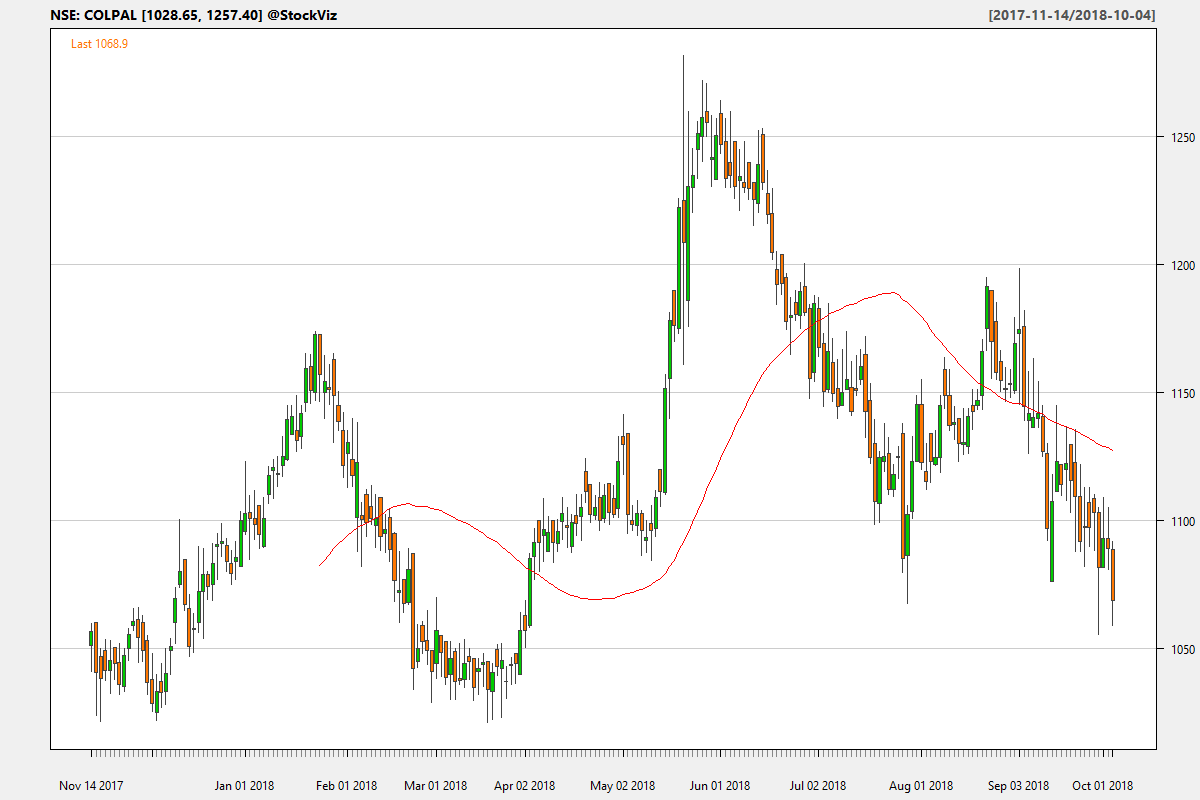 NSE: COLPAL [1028.65, 1257.40] @StockViz [2017-11-14/2018-10-04]
Last 1068.9
1250
1200
1150
1100
1050
Nov 14 2017 Jan 01 2018 Feb 01 2018 Mar 01 2018 Apr 02 2018 May 02 2018 Jun 01 2018 Jul 02 2018 Aug 01 2018 Sep 03 2018 Oct 01 2018